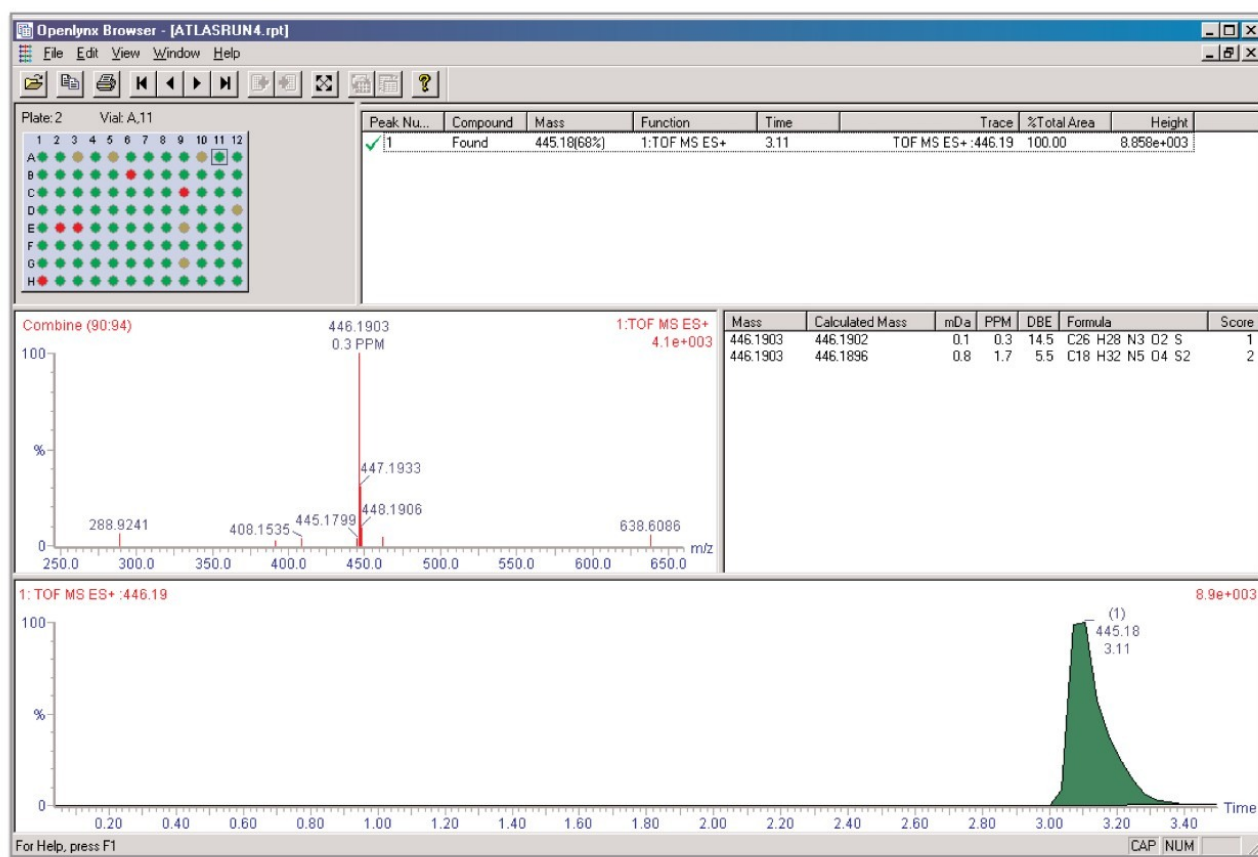 Openlynx Browser - [ATLASRUN4.rpt]
File Edit View Window Help
Plate: 2 Vial: A,11
1 2 3 4 5 6 7 8 9 10 11 12
A
B
C
D
E
F
G
H
Peak Nu... Compound Mass Function Time Trace %Total Area Height
1 Found 445.18(68%) 1:TOF MS ES+ 3.11 TOF MS ES+ :446.19 100.00 8.858e+003
Combine (90:94) 446.1903 1:TOF MS ES+
0.3 PPM 4.1e+003
100
%
0
447.1933
448.1906
445.1799
408.1535
288.9241
638.6086
m/z
250.0 300.0 350.0 400.0 450.0 500.0 550.0 600.0 650.0
Mass Calculated Mass mDa PPM DBE Formula Score
446.1903 446.1902 0.1 0.3 14.5 C26 H28 N3 O2 S 1
446.1903 446.1896 0.8 1.7 5.5 C18 H32 N5 O4 S2 2
1: TOF MS ES+ :446.19 8.9e+003
100
%
0
(1)
445.18
3.11
Time
0.20 0.40 0.60 0.80 1.00 1.20 1.40 1.60 1.80 2.00 2.20 2.40 2.60 2.80 3.00 3.20 3.40
For Help, press F1 CAP NUM